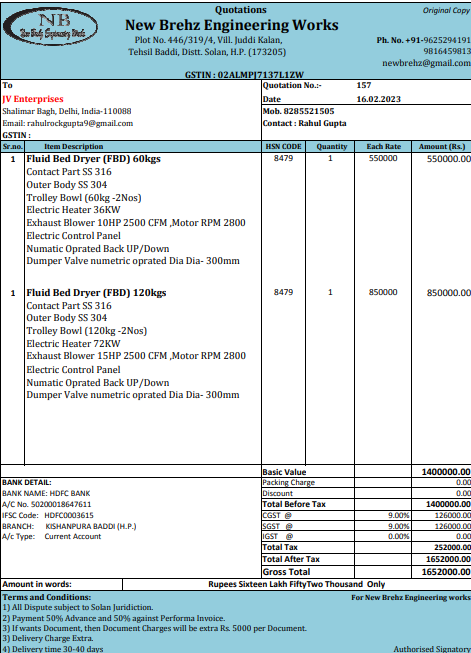 Quotations
Original Copy
NB
New Brehz Engineering Works
New Brehz Engineering Works
Plot No. 446/319/4, Vill. Juddi Kalan,
Ph. No. +91-9625294191
Tehsil Baddi, Distt. Solan, H.P. (173205)
9816459813
newbrehz@gmail.com
GSTIN : 02ALMPJ7137L1ZW
To
Quotation No.:- 157
JV Enterprises
Date 16.02.2023
Shalimar Bagh, Delhi, India-110088
Mob. 8285521505
Email: rahulrockgupta9@gmail.com
Contact : Rahul Gupta
GSTIN :
Sr.no. Item Description HSN CODE Quantity Each Rate Amount (Rs.)
1 Fluid Bed Dryer (FBD) 60kgs 8479 1 550000 550000.00
Contact Part SS 316
Outer Body SS 304
Trolley Bowl (60kg -2Nos)
Electric Heater 36KW
Exhaust Blower 10HP 2500 CFM ,Motor RPM 2800
Electric Control Panel
Numatic Oprated Back UP/Down
Dumper Valve numetric oprated Dia Dia- 300mm
1 Fluid Bed Dryer (FBD) 120kgs 8479 1 850000 850000.00
Contact Part SS 316
Outer Body SS 304
Trolley Bowl (120kg -2Nos)
Electric Heater 72KW
Exhaust Blower 15HP 2500 CFM ,Motor RPM 2800
Electric Control Panel
Numatic Oprated Back UP/Down
Dumper Valve numetric oprated Dia Dia- 300mm
Basic Value 1400000.00
BANK DETAIL:
Packing Charge 0.00
BANK NAME: HDFC BANK
Discount 0.00
A/C No. 50200018647611
Total Before Tax 1400000.00
IFSC Code: HDFC0003615
CGST @ 9.00% 126000.00
BRANCH: KISHANPURA BADDI (H.P.)
SGST @ 9.00% 126000.00
A/c Type: Current Account
IGST @ 0.00% 0.00
Total Tax 252000.00
Total After Tax 1652000.00
Gross Total 1652000.00
Amount in words: Rupees Sixteen Lakh FiftyTwo Thousand Only
Terms and Conditions:
For New Brehz Engineering works
1) All Dispute subject to Solan Juridiction.
2) Payment 50% Advance and 50% against Performa Invoice.
3) If wants Document, then Document Charges will be extra Rs. 5000 per Document.
3) Delivery Charge Extra.
4) Delivery time 30-40 days
Authorised Signatory